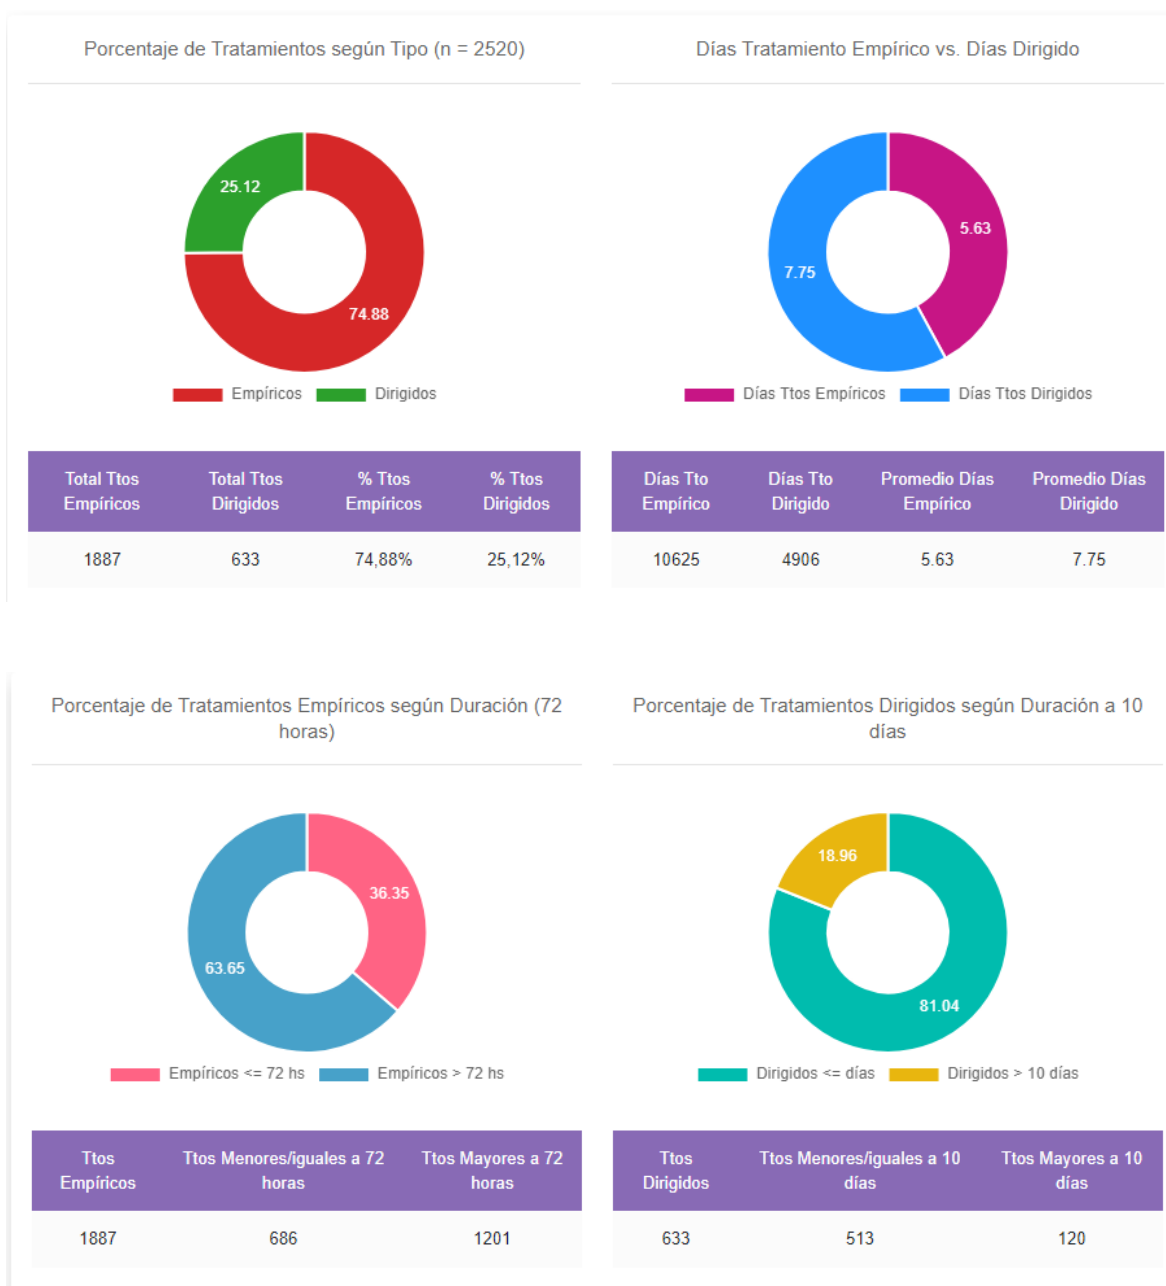 Porcentaje de Tratamientos según Tipo (n = 2520)
25.12
74.88
Empíricos Dirigidos
Total Ttos Empíricos Total Ttos Dirigidos % Ttos Empíricos % Ttos Dirigidos
1887 633 74,88% 25,12%
Días Tratamiento Empírico vs. Días Dirigido
5.63
7.75
Días Ttos Empíricos Días Ttos Dirigidos
Días Tto Empírico Días Tto Dirigido Promedio Días Empírico Promedio Días Dirigido
10625 4906 5.63 7.75
Porcentaje de Tratamientos Empíricos según Duración (72
horas)
36.35
63.65
Empíricos <= 72 hs Empíricos > 72 hs
Ttos Empíricos Ttos Menores/iguales a 72 horas Ttos Mayores a 72 horas
1887 686 1201
Porcentaje de Tratamientos Dirigidos según Duración a 10
días
18.96
81.04
Dirigidos <= días Dirigidos > 10 días
Ttos Dirigidos Ttos Menores/iguales a 10 días Ttos Mayores a 10 días
633 513 120